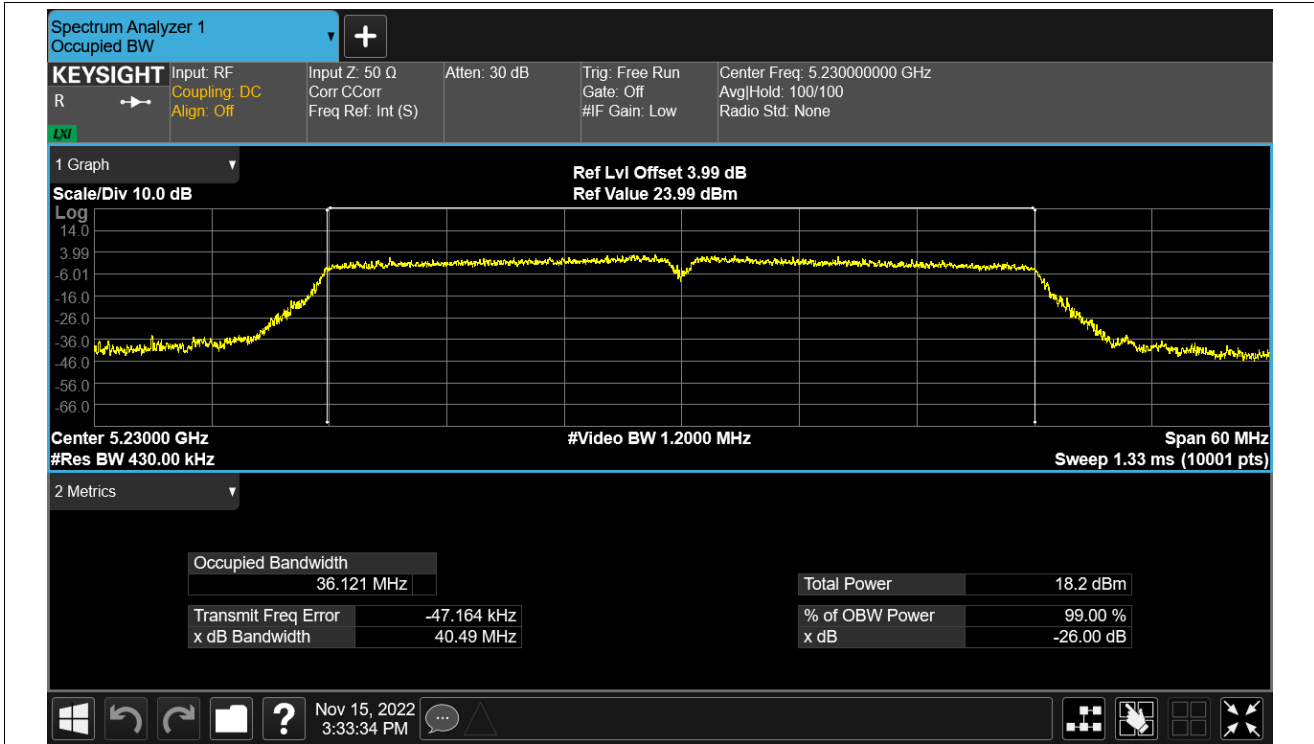 Spectrum Analyzer 1
Occupied BW
KEYSIGHT
R
LXI
Input: RF
Coupling: DC
Align: Off
Input Z: 50 Ω
Corr CCorr
Freq Ref: Int (S)
Atten: 30 dB
Trig: Free Run
Gate: Off
#IF Gain: Low
Center Freq: 5.230000000 GHz
Avg|Hold: 100/100
Radio Std: None
1 Graph
Scale/Div 10.0 dB
Ref Lvl Offset 3.99 dB
Ref Value 23.99 dBm
Log
14.0
3.99
-6.01
-16.0
-26.0
-36.0
-46.0
-56.0
-66.0
Center 5.23000 GHz
#Res BW 430.00 kHz
#Video BW 1.2000 MHz
Span 60 MHz
Sweep 1.33 ms (10001 pts)
2 Metrics
Occupied Bandwidth
36.121 MHz
Transmit Freq Error -47.164 kHz
x dB Bandwidth 40.49 MHz
Total Power 18.2 dBm
% of OBW Power 99.00 %
x dB -26.00 dB
?
Nov 15, 2022
3:33:34 PM